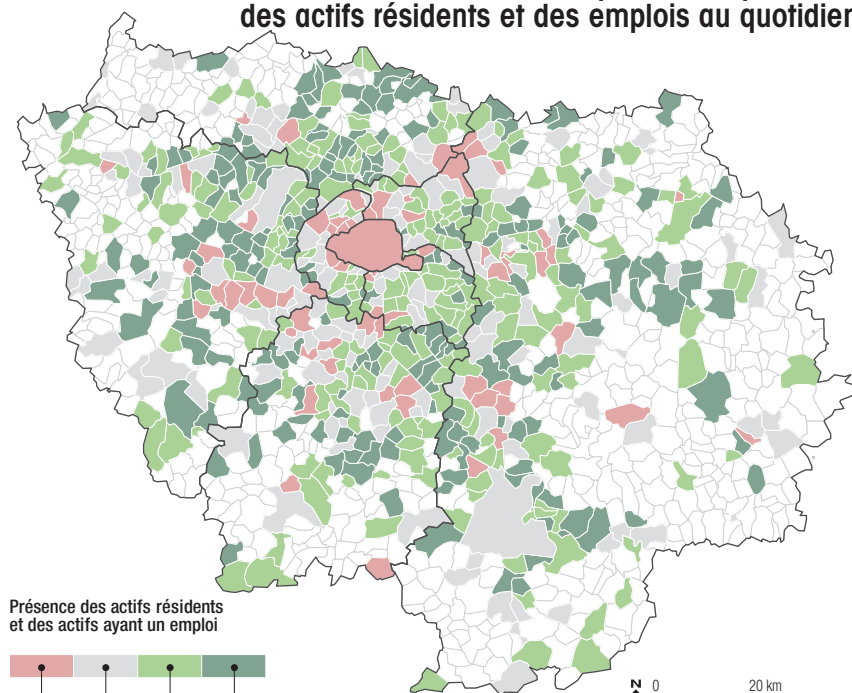 des actifs résidents et des emplois au quotidien
Présence des actifs résidents
et des actifs ayant un emploi
N 0 20 km